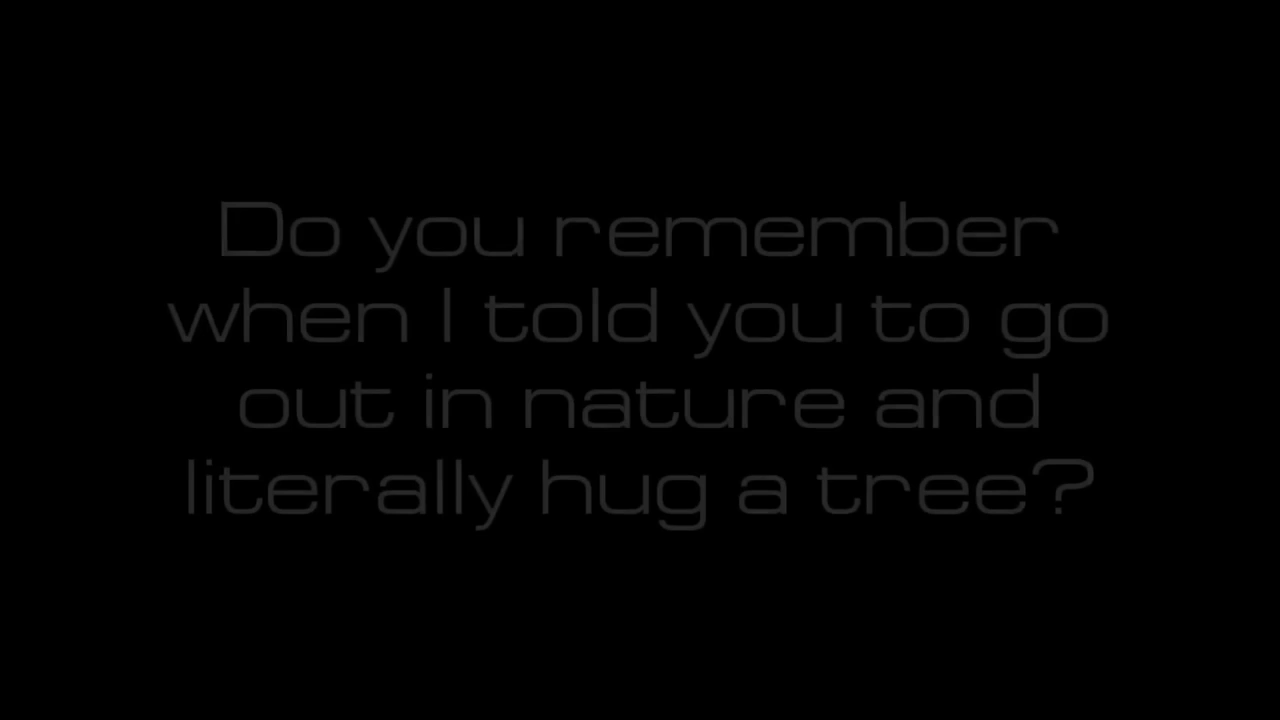 Do you remember
when I told you to go
out in nature and
literally hug a tree?